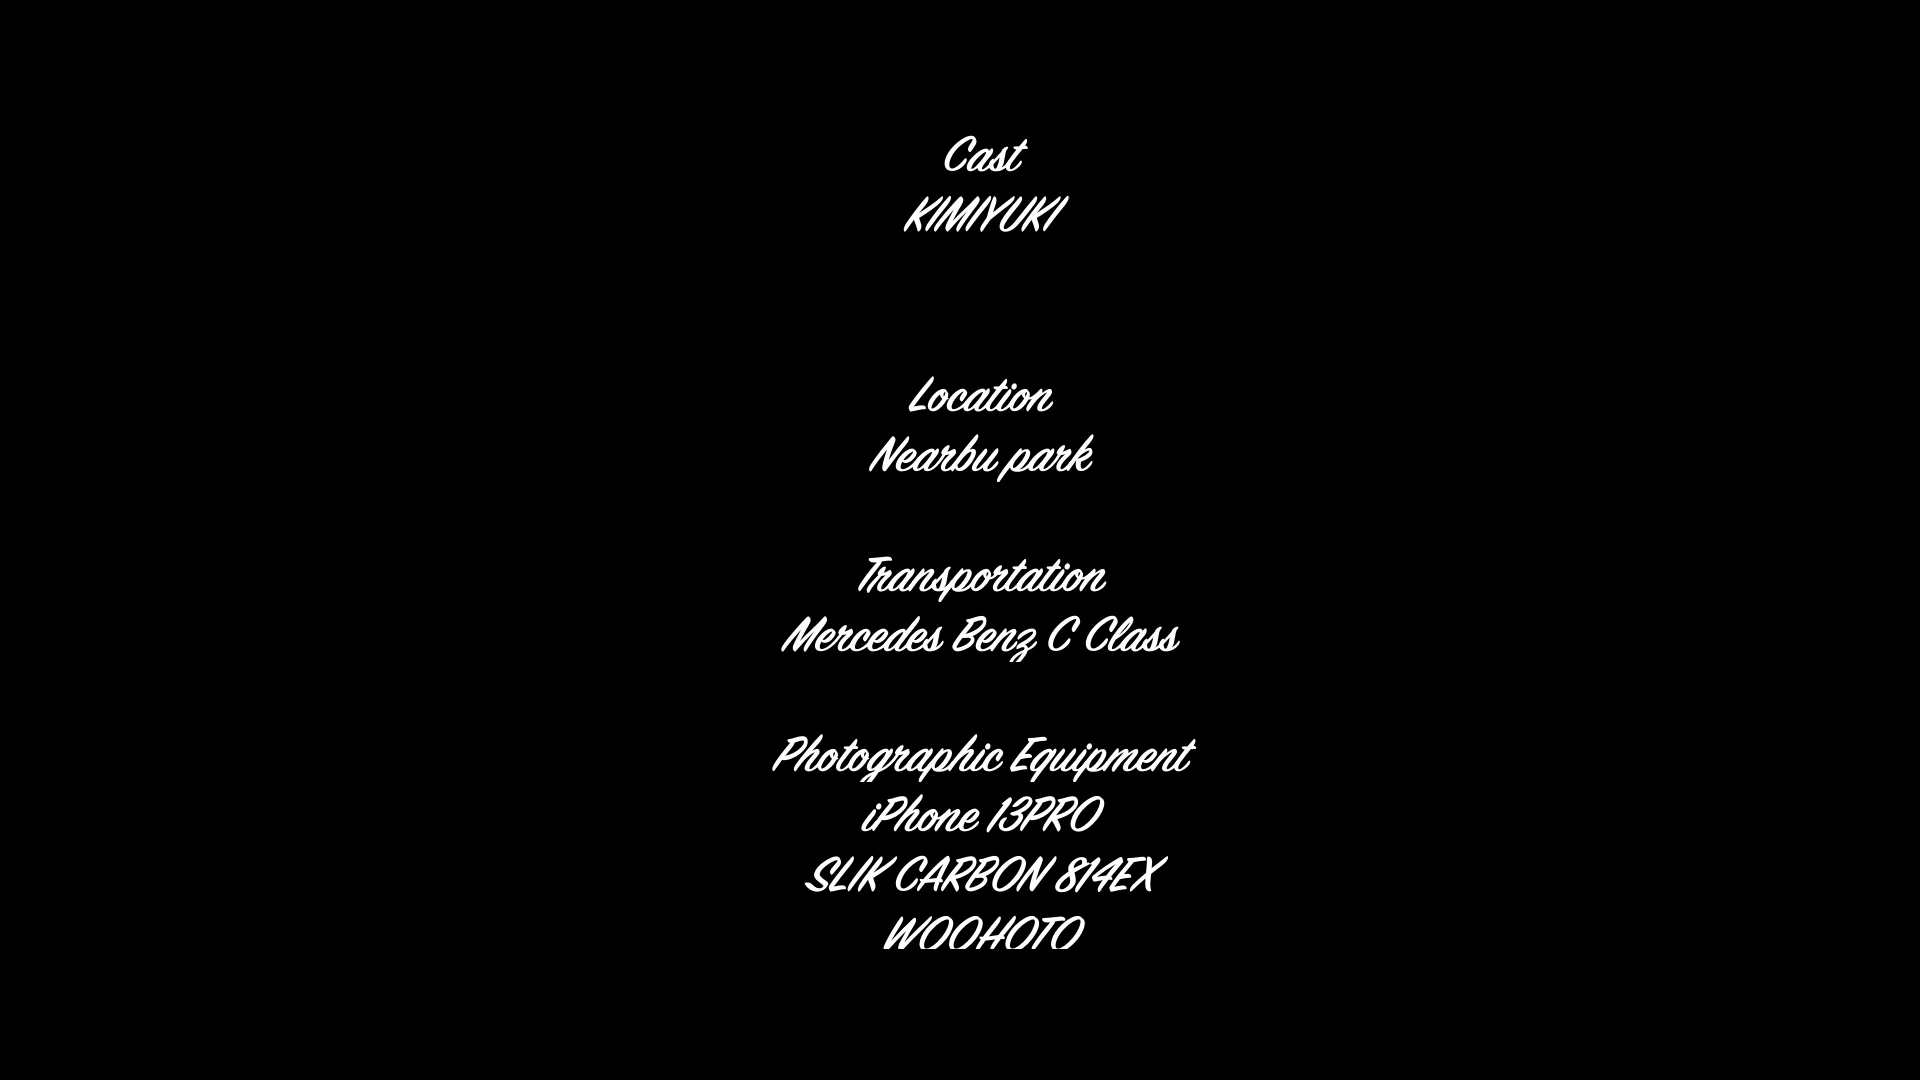 Cast
KIMIYUKI
Location
Nearbu park
Transportation
Mercedes Benz C Class
Photographic Equipment
iPhone 13PRO
SLIK CARBON 814EX
WOOHOTO